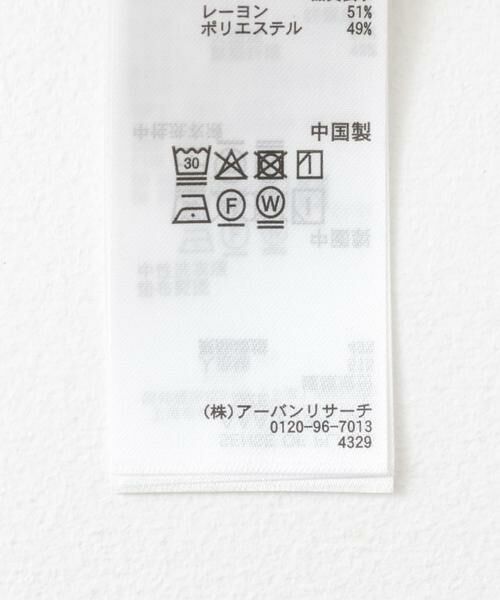 レーヨン 51%
ポリエステル 49%
中国製
30
F W
(株)アーバンリサーチ
0120-96-7013
4329